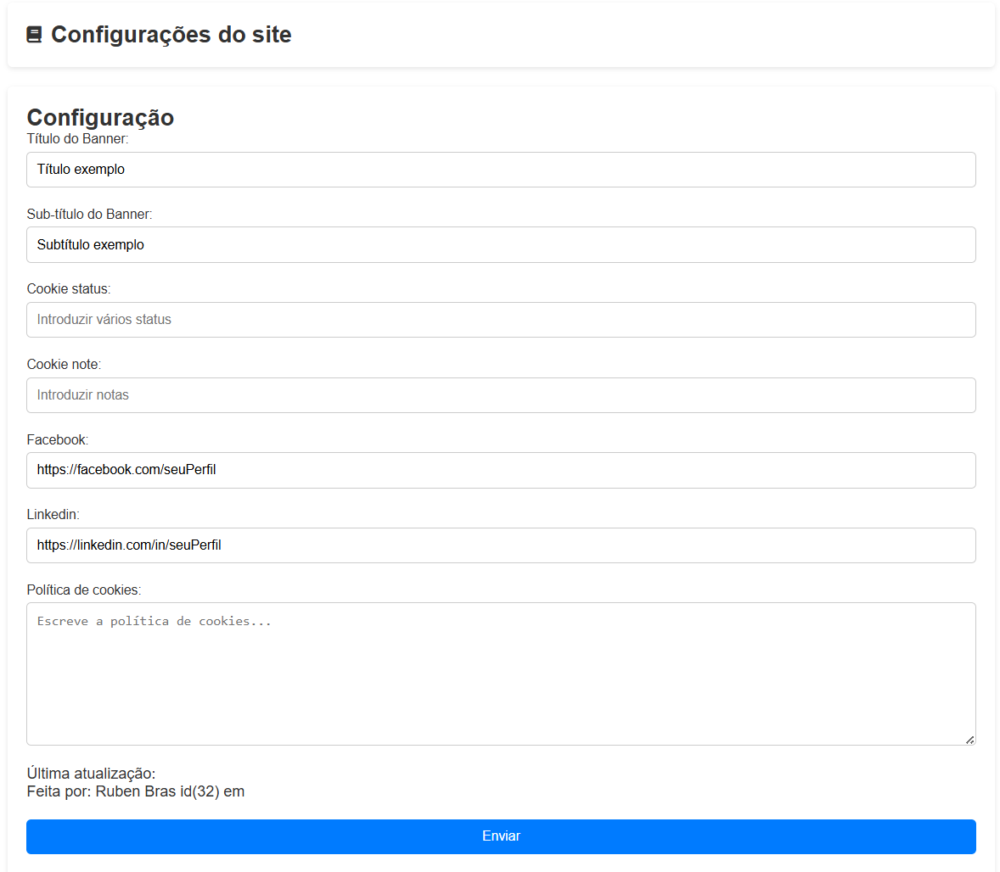 Configurações do site
Configuração
Título do Banner:
Título exemplo
Sub-título do Banner:
Subtítulo exemplo
Cookie status:
Introduzir vários status
Cookie note:
Introduzir notas
Facebook:
https://facebook.com/seuPerfil
Linkedin:
https://linkedin.com/in/seuPerfil
Política de cookies:
Escreve a política de cookies...
Última atualização:
Feita por: Ruben Bras id(32) em
Enviar